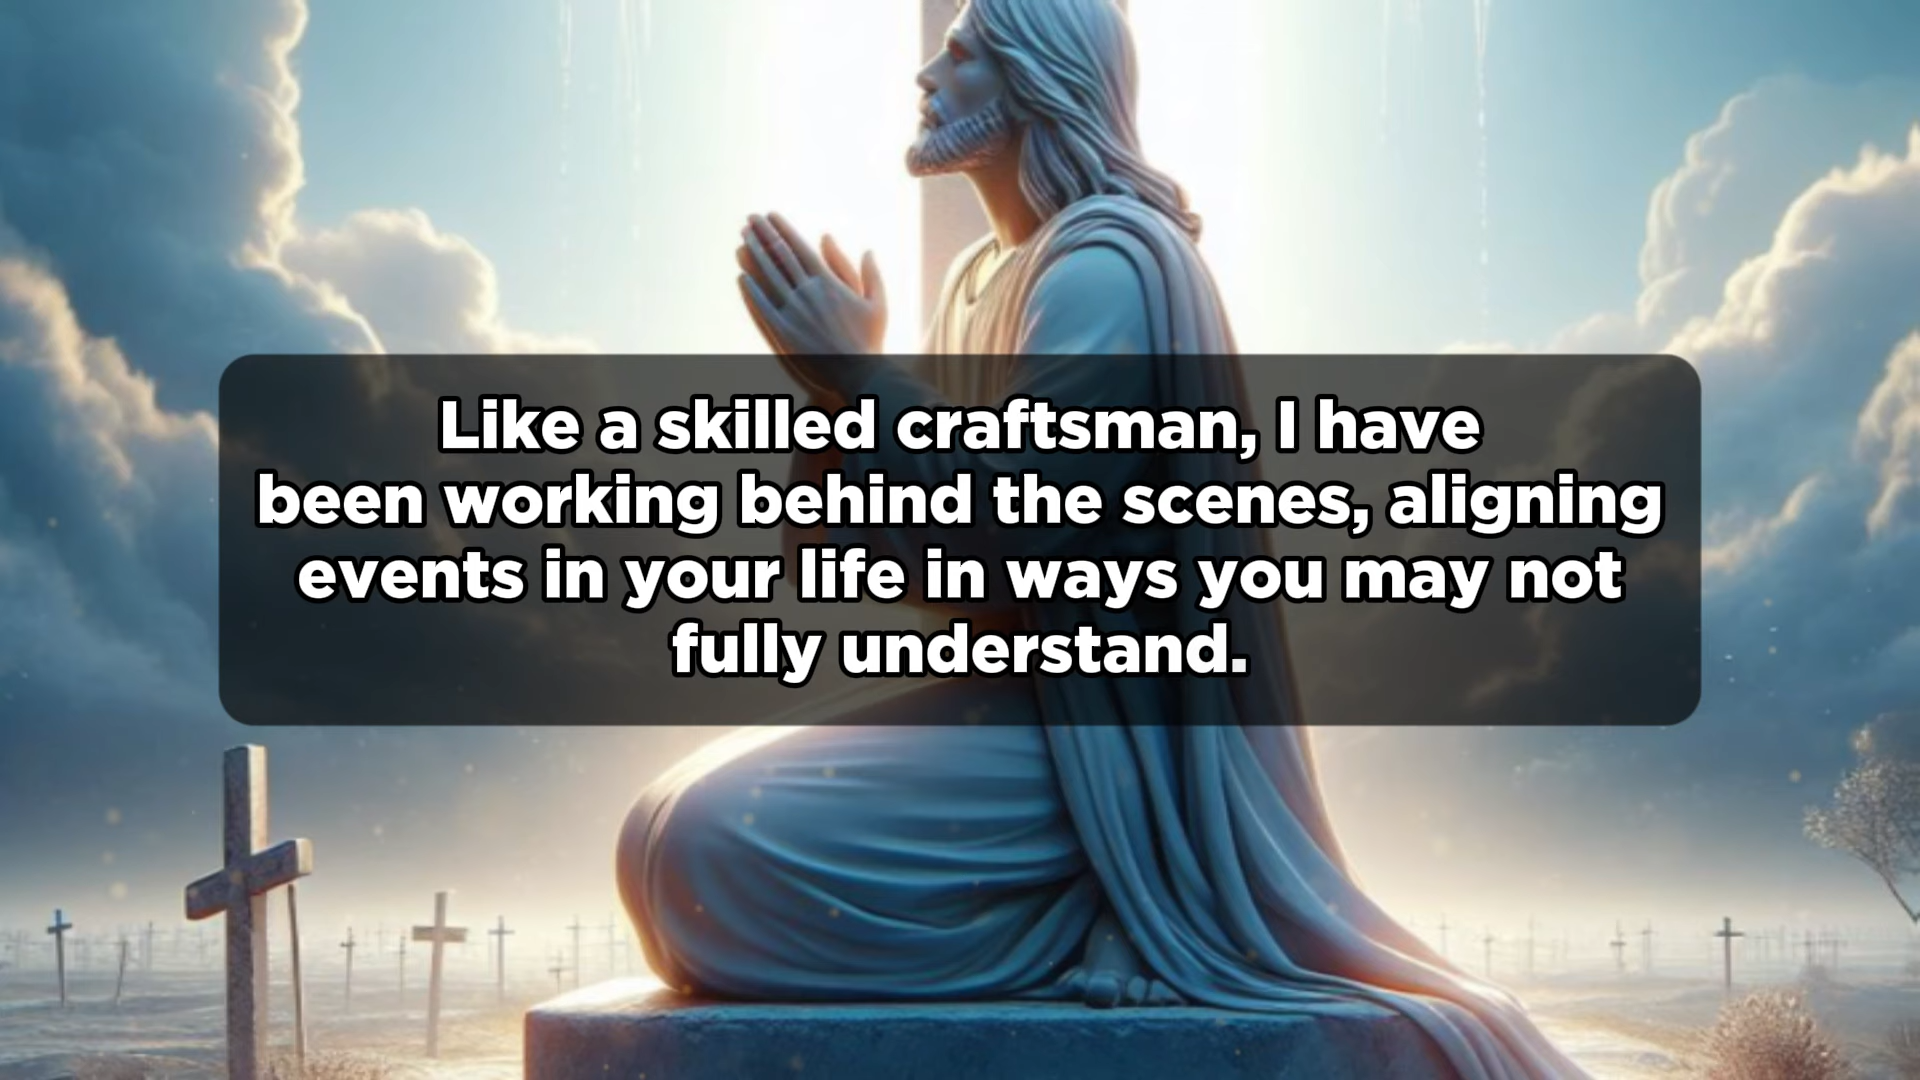 Like a skilled craftsman, I have
been working behind the scenes, aligning
events in your life in ways you may not
fully understand.